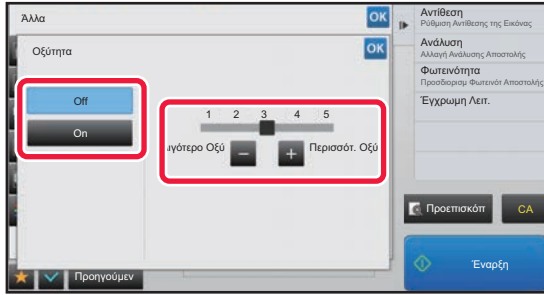 Άλλα
OK
Οξύτητα
OK
Off
On
1 2 3 4 5
Οξύ
Περισσότ. Οξύ
Αντίθεση
Ρύθμιση Αντίθεσης της Εικόνας
Ανάλυση
Αλλαγή Ανάλυσης Αποστολής
Φωτεινότητα
Προσδιορισμ Φωτεινότ Αποστολής
Έγχρωμη Λειτ.
Προεπισκόπ
CA
Έναρξη
Προηγούμεν